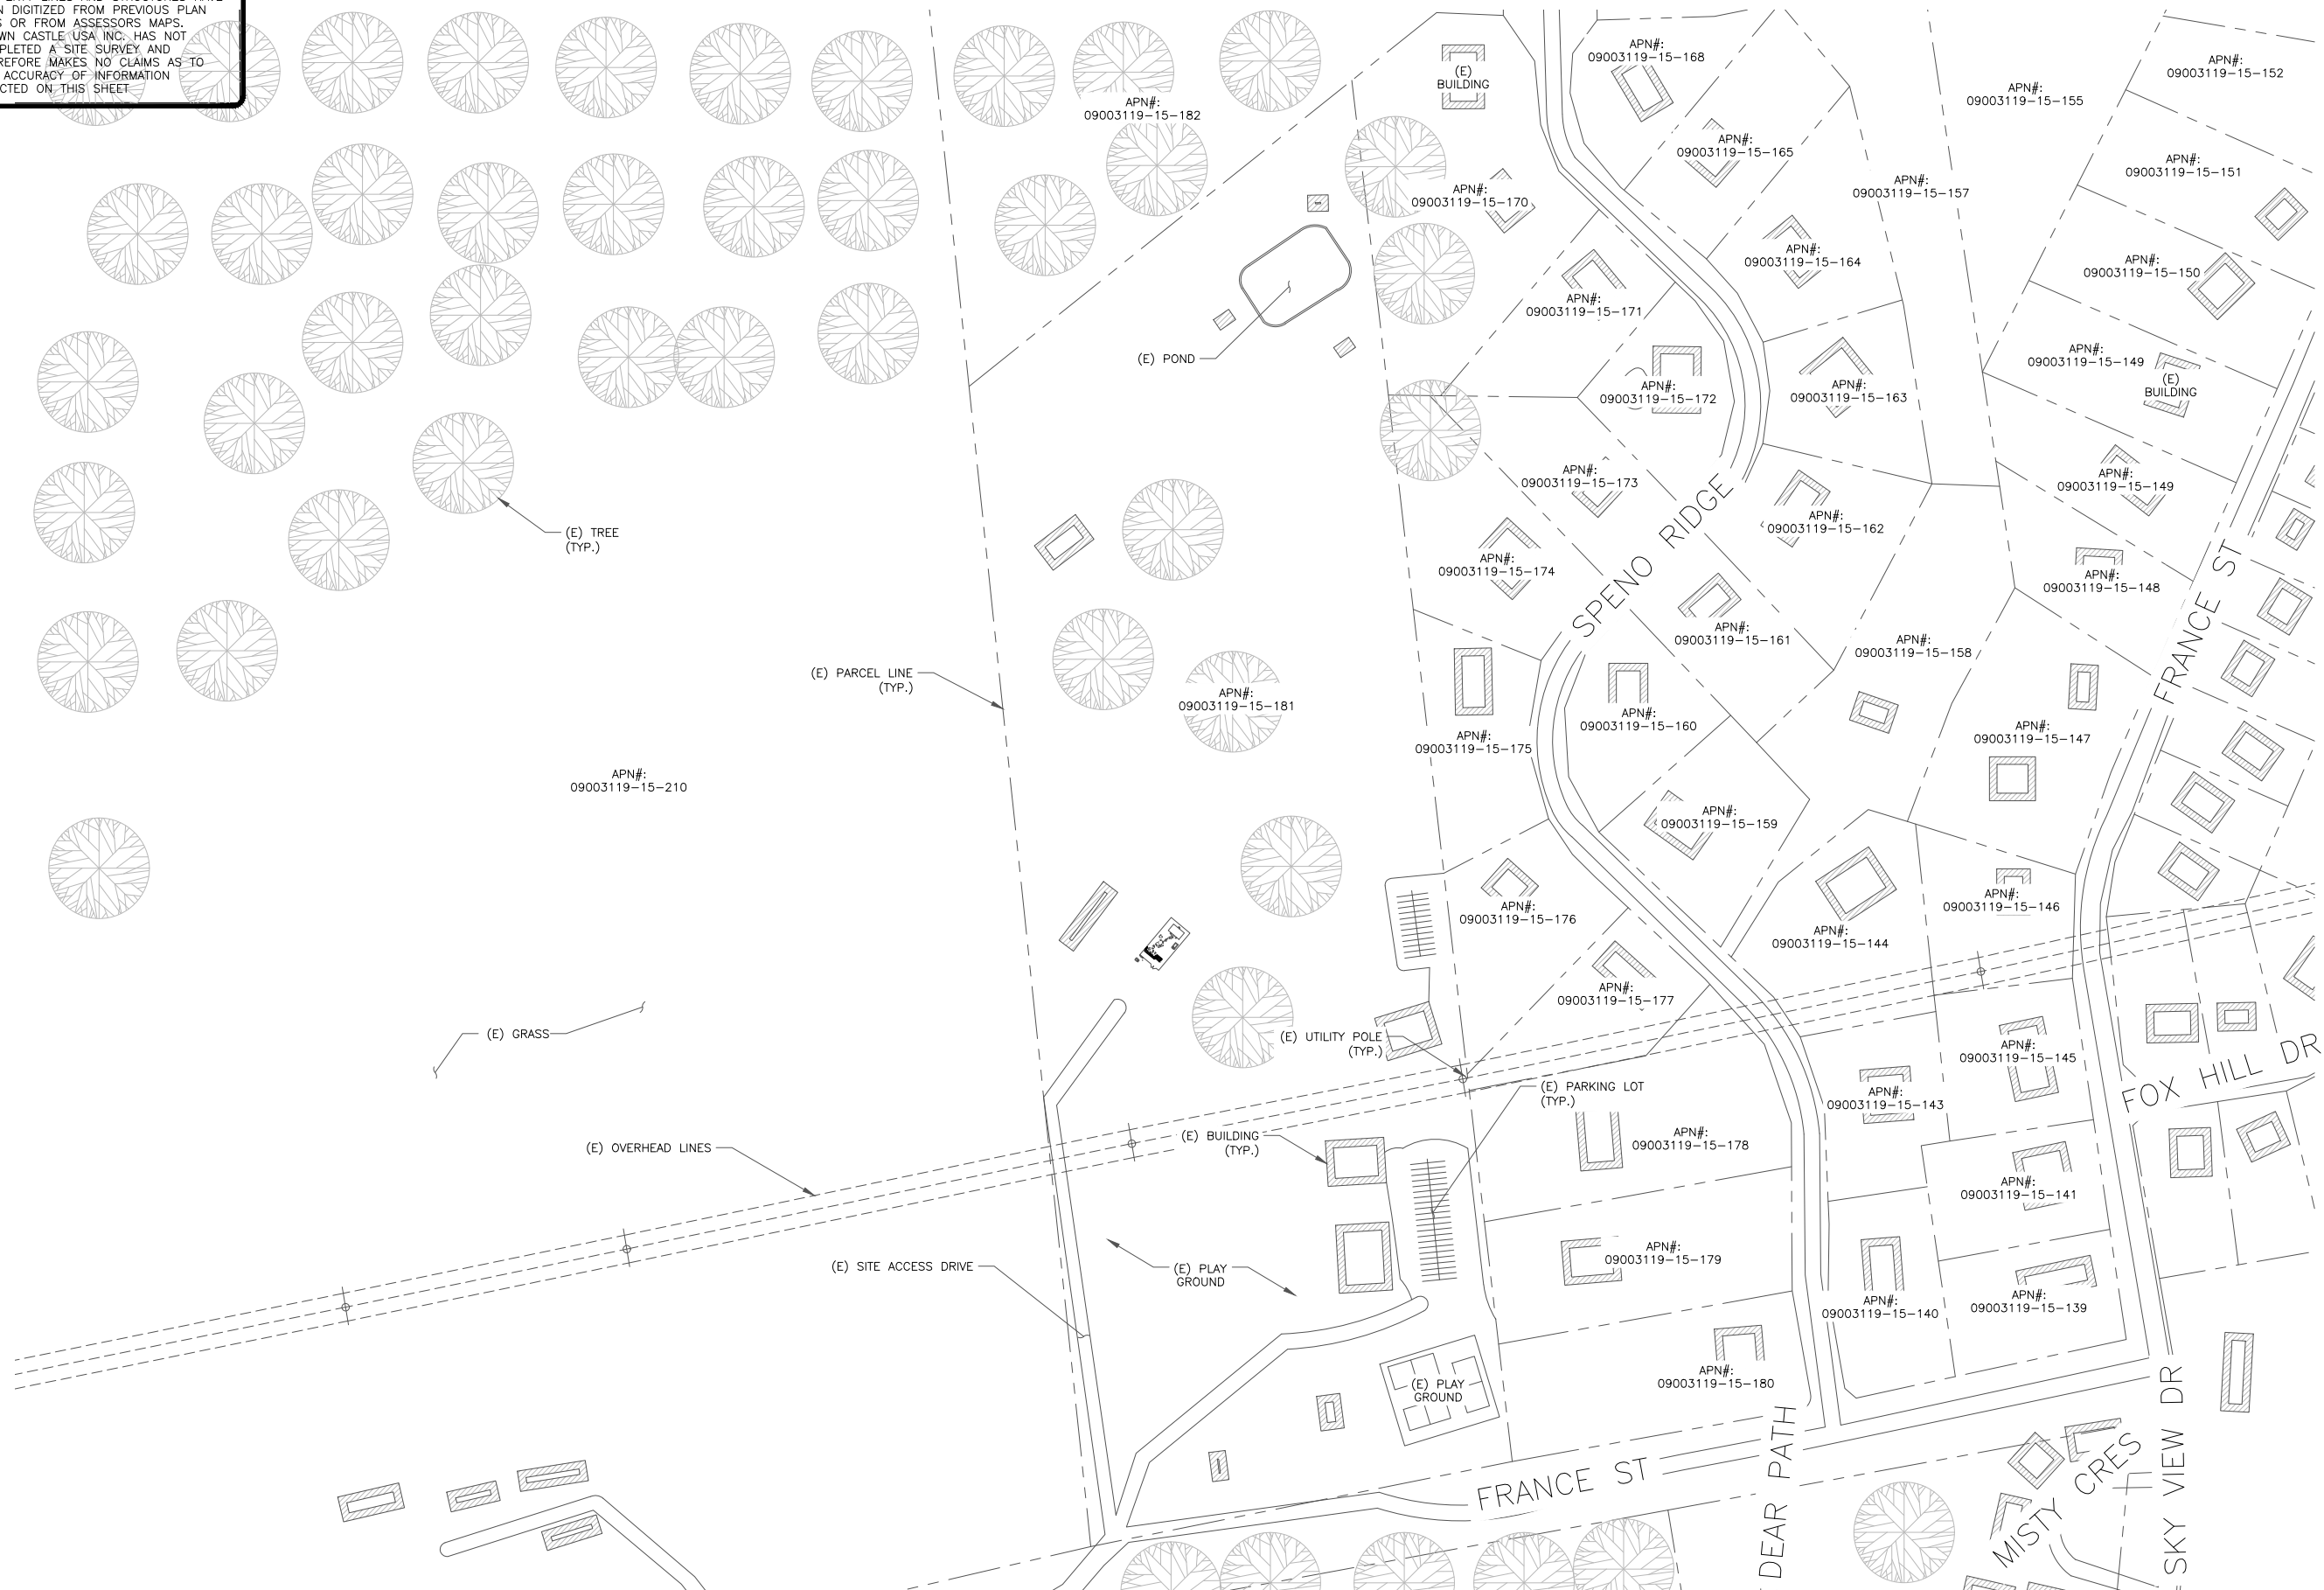 DIGITIZED FROM PREVIOUS PLAN
OR FROM ASSESSORS MAPS.
CASTLE USA INC. HAS NOT
A SITE SURVEY AND
MAKES NO CLAIMS AS TO
ACCURACY OF INFORMATION
ON THIS SHEET
APN#:
09003119-15-182
(E)
BUILDING
APN#:
09003119-15-168
APN#:
09003119-15-155
APN#:
09003119-15-152
APN#:
09003119-15-165
APN#:
09003119-15-151
APN#:
09003119-15-170
APN#:
09003119-15-157
APN#:
09003119-15-164
APN#:
09003119-15-150
APN#:
09003119-15-171
(E) POND
APN#:
09003119-15-149
(E)
BUILDING
APN#:
09003119-15-172
APN#:
09003119-15-163
APN#:
09003119-15-173
APN#:
09003119-15-149
(E) TREE
(TYP.)
SPENO RIDGE
APN#:
09003119-15-162
APN#:
09003119-15-174
APN#:
09003119-15-148
FRANCE ST
APN#:
09003119-15-161
APN#:
09003119-15-158
(E) PARCEL LINE
(TYP.)
APN#:
09003119-15-181
APN#:
09003119-15-160
APN#:
09003119-15-175
APN#:
09003119-15-147
APN#:
09003119-15-210
APN#:
09003119-15-159
APN#:
09003119-15-176
APN#:
09003119-15-146
APN#:
09003119-15-144
APN#:
09003119-15-177
(E) GRASS
(E) UTILITY POLE
(TYP.)
APN#:
09003119-15-145
FOX HILL DR
(E) PARKING LOT
(TYP.)
APN#:
09003119-15-143
(E) OVERHEAD LINES
(E) BUILDING
(TYP.)
APN#:
09003119-15-178
APN#:
09003119-15-141
(E) SITE ACCESS DRIVE
(E) PLAY
GROUND
APN#:
09003119-15-179
APN#:
09003119-15-140
APN#:
09003119-15-139
(E) PLAY
GROUND
APN#:
09003119-15-180
FRANCE ST
DEAR PATH
MISTY CRES
SKY VIEW DR